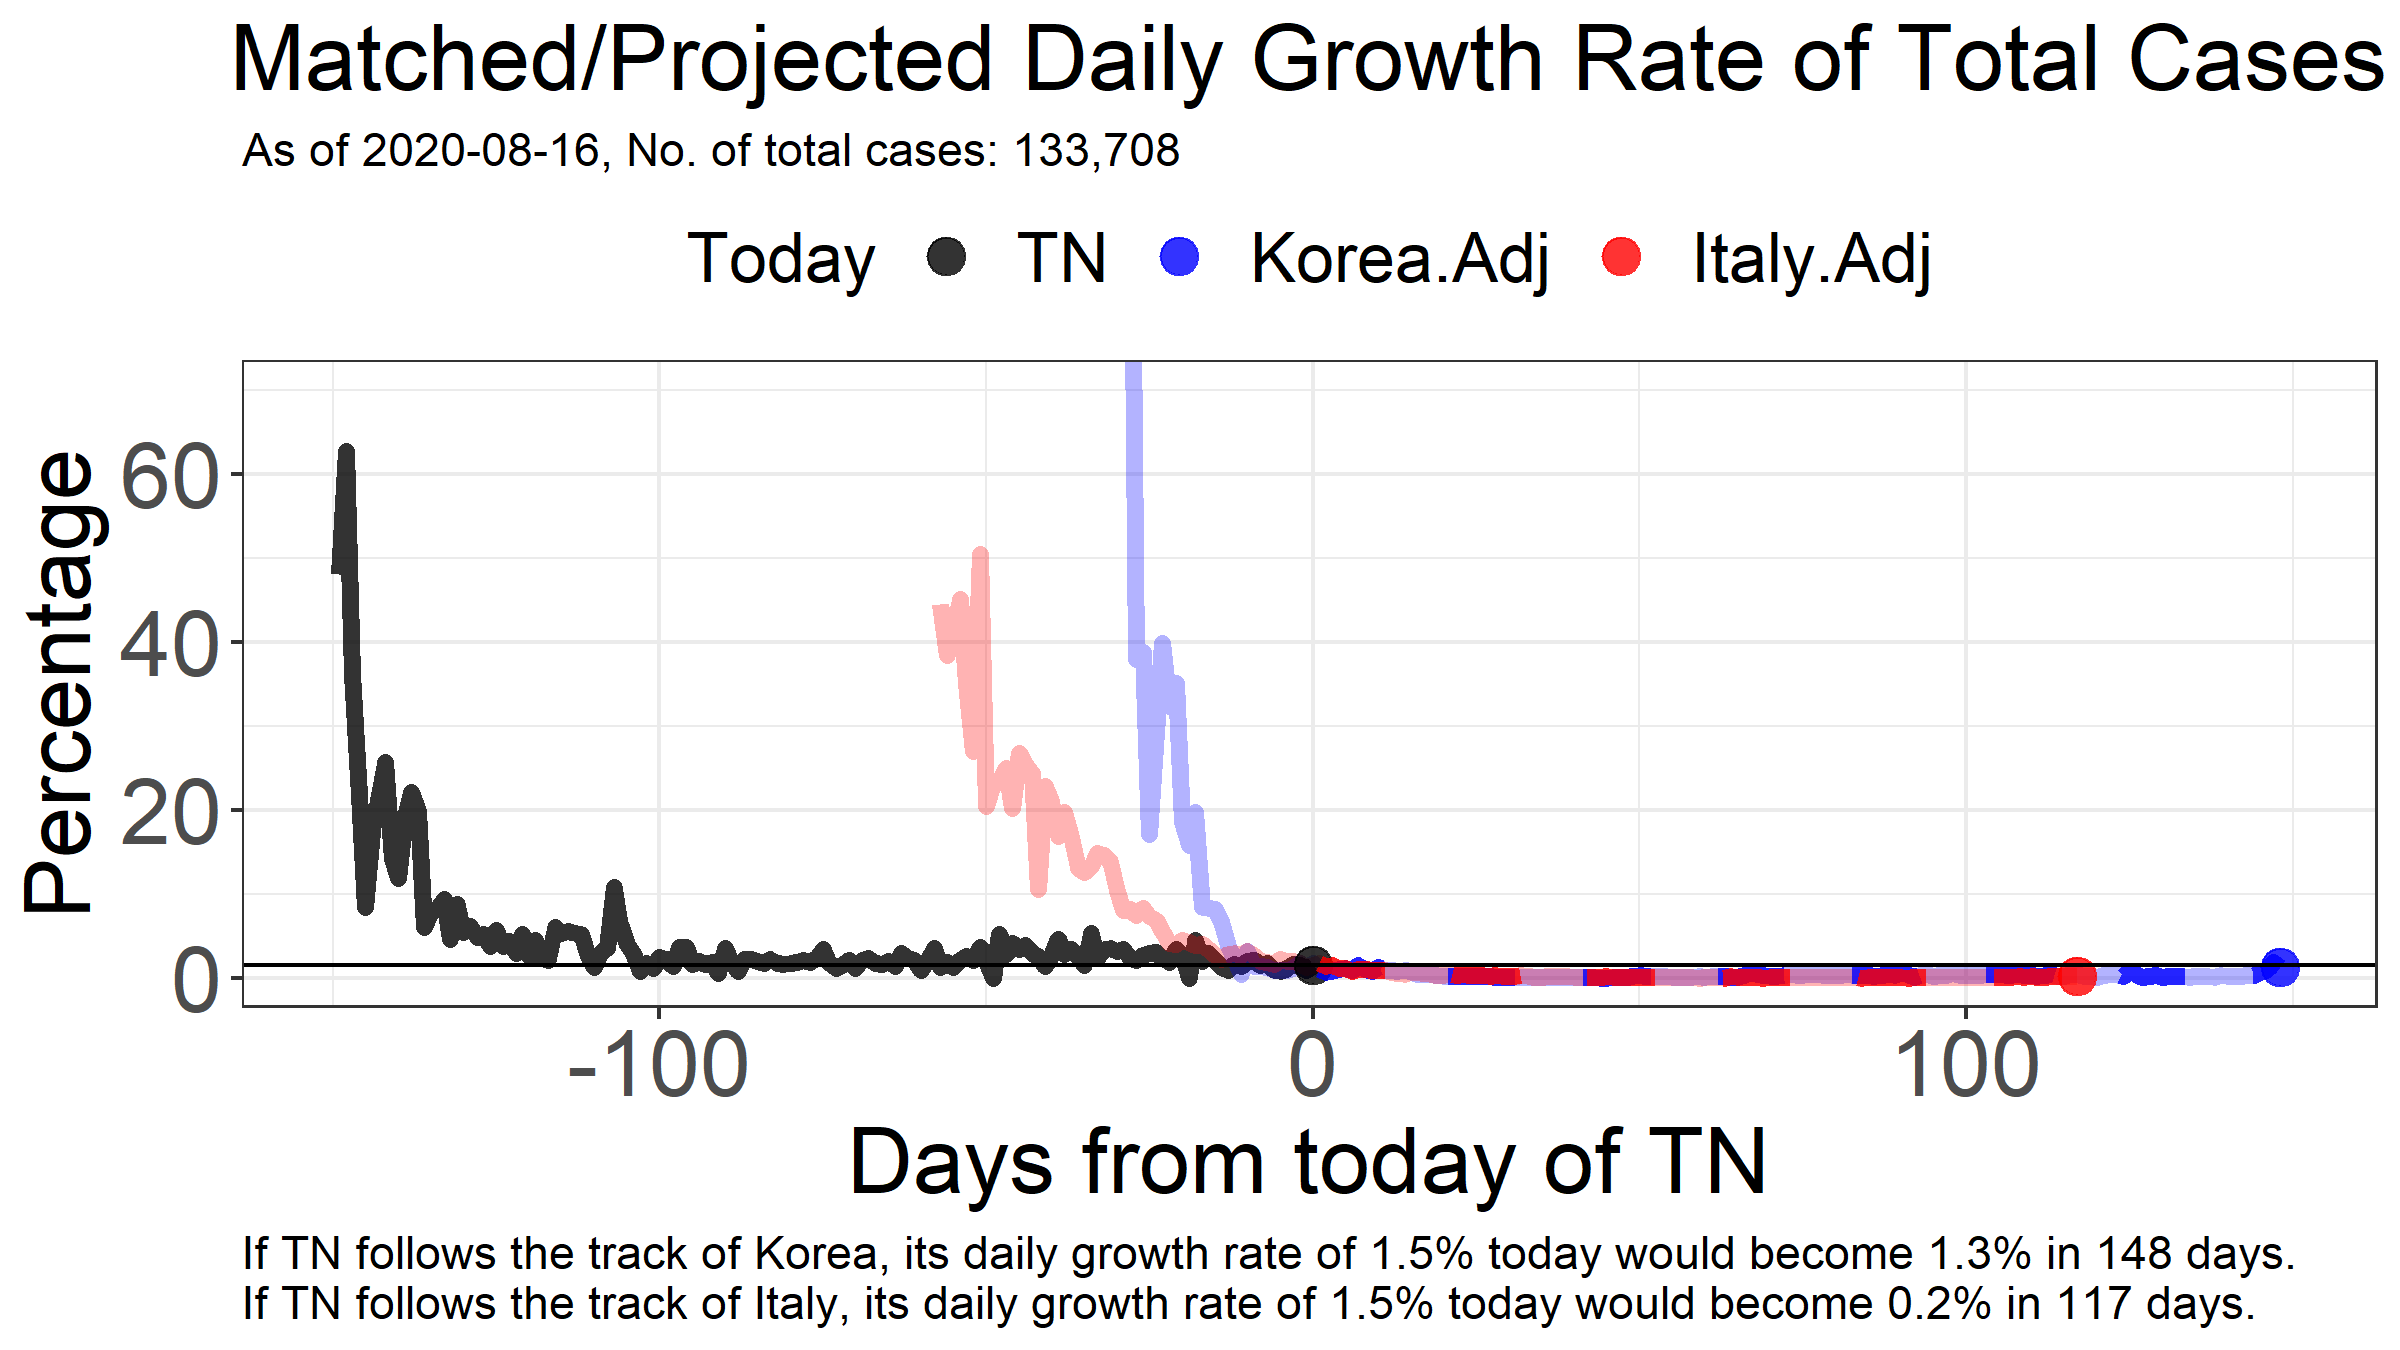 Matched/Projected Daily Growth Rate of Total Cases
As of 2020-08-16, No. of total cases: 133,708
Today TN Korea.Adj Italy.Adj
Percentage
60
40
20
0
-100 0 100
Days from today of TN
If TN follows the track of Korea, its daily growth rate of 1.5% today would become 1.3% in 148 days.
If TN follows the track of Italy, its daily growth rate of 1.5% today would become 0.2% in 117 days.